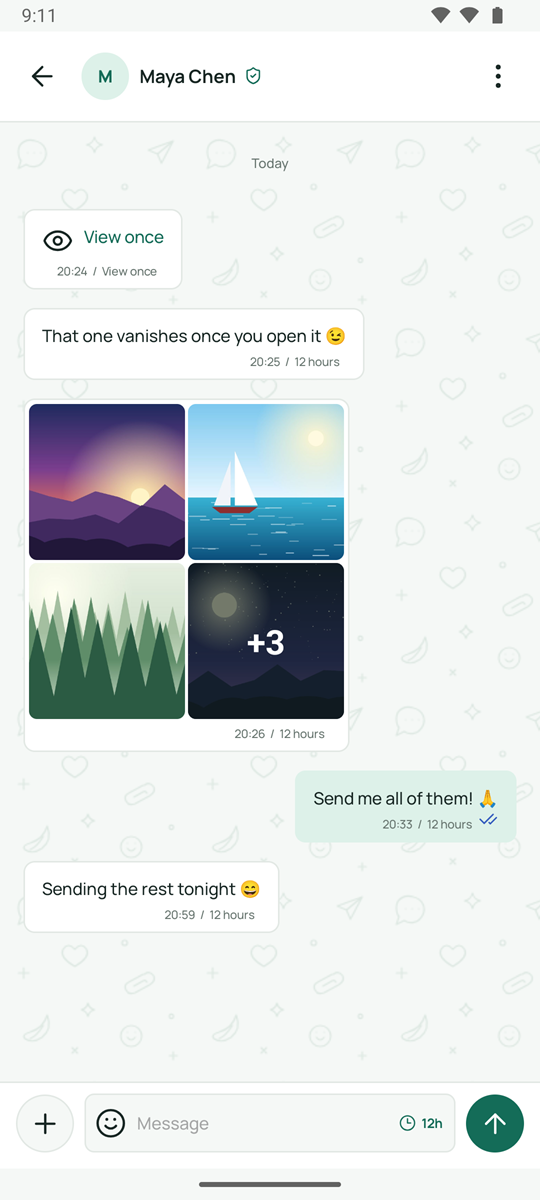 9:11
M
Maya Chen
Today
View once
20:24 / View once
That one vanishes once you open it 😉
20:25 / 12 hours
+3
20:26 / 12 hours
Send me all of them! 🙏
20:33 / 12 hours
Sending the rest tonight 😄
20:59 / 12 hours
Message
12h